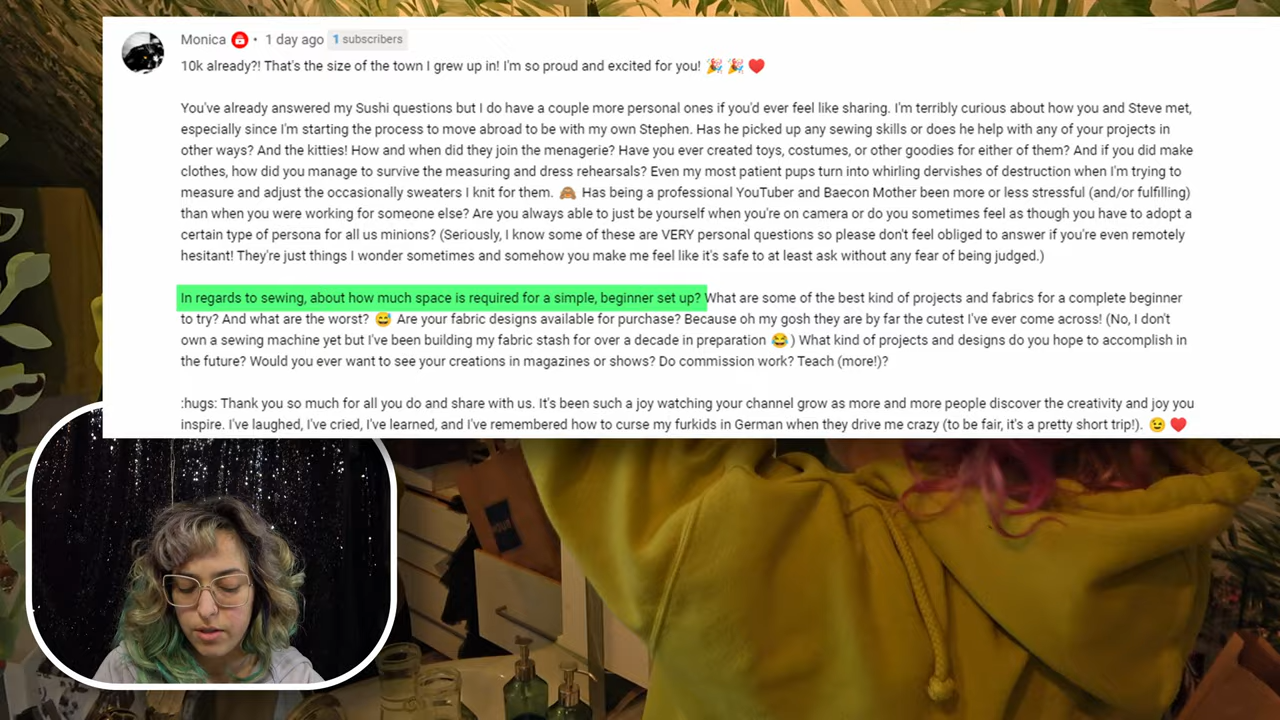 Monica • 1 day ago 1 subscribers
10k already?! That's the size of the town I grew up in! I'm so proud and excited for you! 🎉 🎉 ❤️
You've already answered my Sushi questions but I do have a couple more personal ones if you'd ever feel like sharing. I'm terribly curious about how you and Steve met,
especially since I'm starting the process to move abroad to be with my own Stephen. Has he picked up any sewing skills or does he help with any of your projects in
other ways? And the kitties! How and when did they join the menagerie? Have you ever created toys, costumes, or other goodies for either of them? And if you did make
clothes, how did you manage to survive the measuring and dress rehearsals? Even my most patient pups turn into whirling dervishes of destruction when I'm trying to
measure and adjust the occasionally sweaters I knit for them. 🙈 Has being a professional YouTuber and Baecon Mother been more or less stressful (and/or fulfilling)
than when you were working for someone else? Are you always able to just be yourself when you're on camera or do you sometimes feel as though you have to adopt a
certain type of persona for all us minions? (Seriously, I know some of these are VERY personal questions so please don't feel obliged to answer if you're even remotely
hesitant! They're just things I wonder sometimes and somehow you make me feel like it's safe to at least ask without any fear of being judged.)
In regards to sewing, about how much space is required for a simple, beginner set up? What are some of the best kind of projects and fabrics for a complete beginner
to try? And what are the worst? 😅 Are your fabric designs available for purchase? Because oh my gosh they are by far the cutest I've ever come across! (No, I don't
own a sewing machine yet but I've been building my fabric stash for over a decade in preparation 😂 ) What kind of projects and designs do you hope to accomplish in
the future? Would you ever want to see your creations in magazines or shows? Do commission work? Teach (more!)?
:hugs: Thank you so much for all you do and share with us. It's been such a joy watching your channel grow as more and more people discover the creativity and joy you
inspire. I've laughed, I've cried, I've learned, and I've remembered how to curse my furkids in German when they drive me crazy (to be fair, it's a pretty short trip!). 😉 ❤️